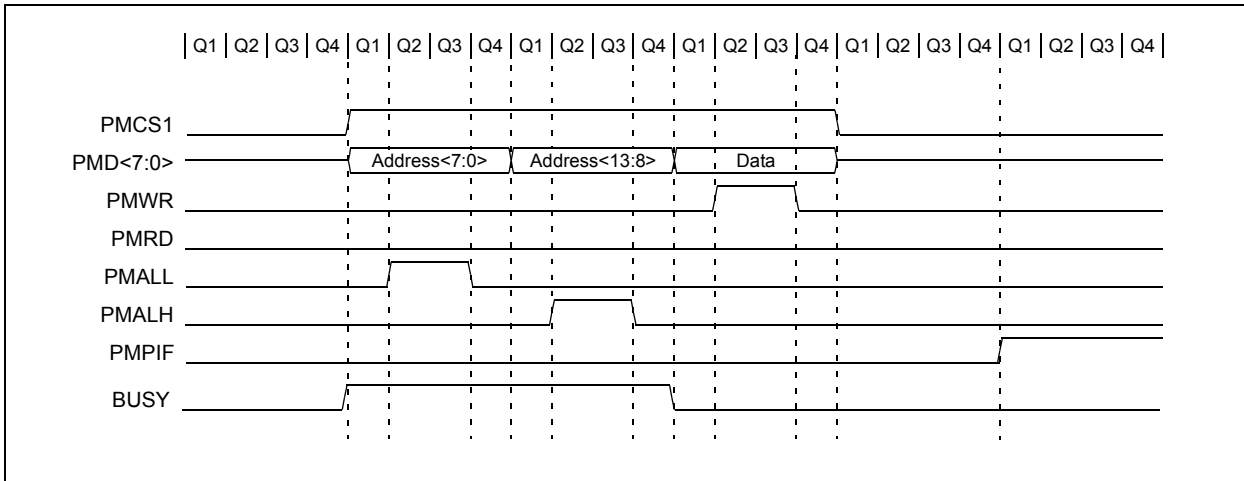 Q1 Q2 Q3 Q4 Q1 Q2 Q3 Q4 Q1 Q2 Q3 Q4 Q1 Q2 Q3 Q4 Q1 Q2 Q3 Q4 Q1 Q2 Q3 Q4
PMCS1
PMD<7:0> Address<7:0> Address<13:8> Data
PMWR
PMRD
PMALL
PMALH
PMPIF
BUSY